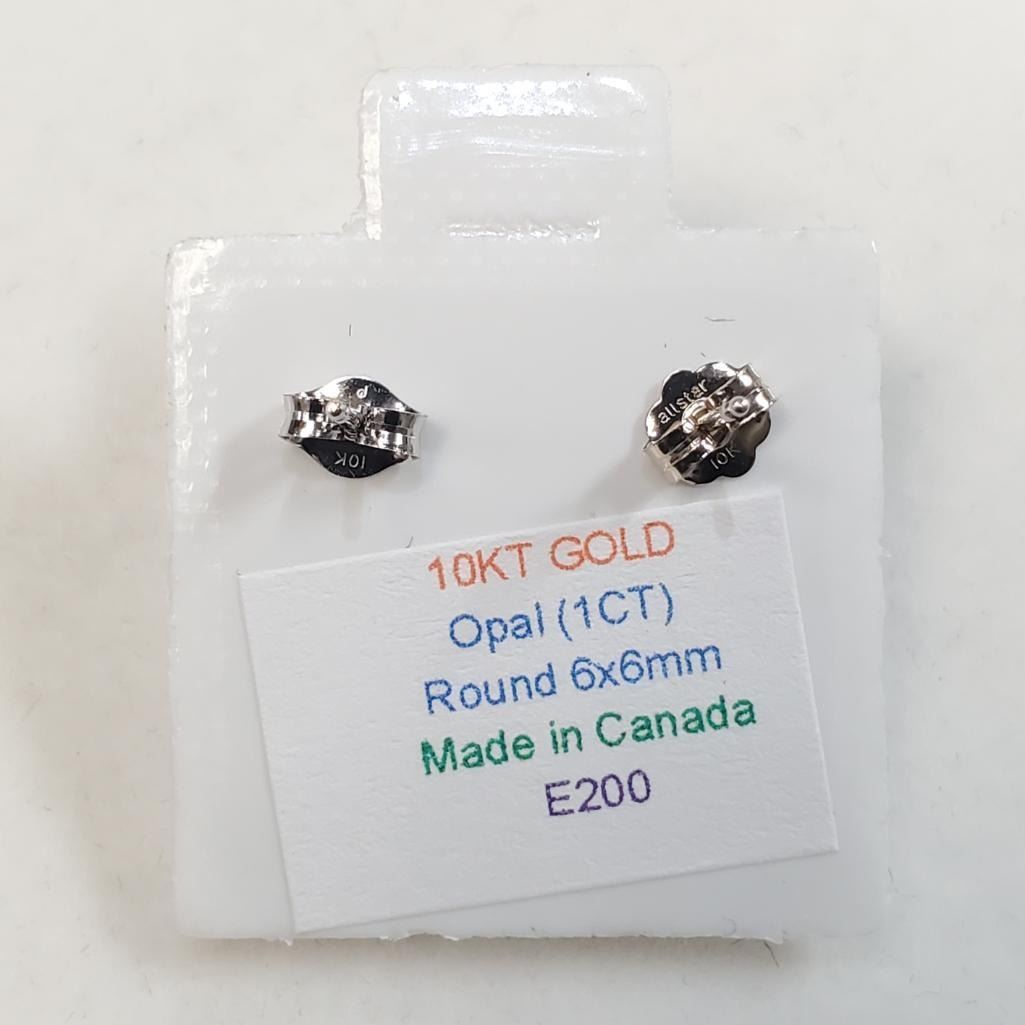 P
10K
allstar
10K
10KT GOLD
Opal (1CT)
Round 6x6mm
Made in Canada
E200